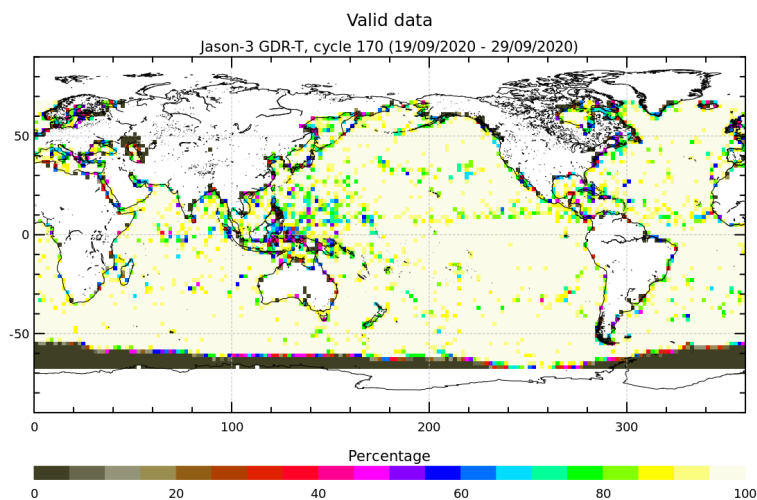 Valid data
Jason-3 GDR-T, cycle 170 (19/09/2020 - 29/09/2020)
50
0
-50
0 100 200 300
Percentage
0 20 40 60 80 100